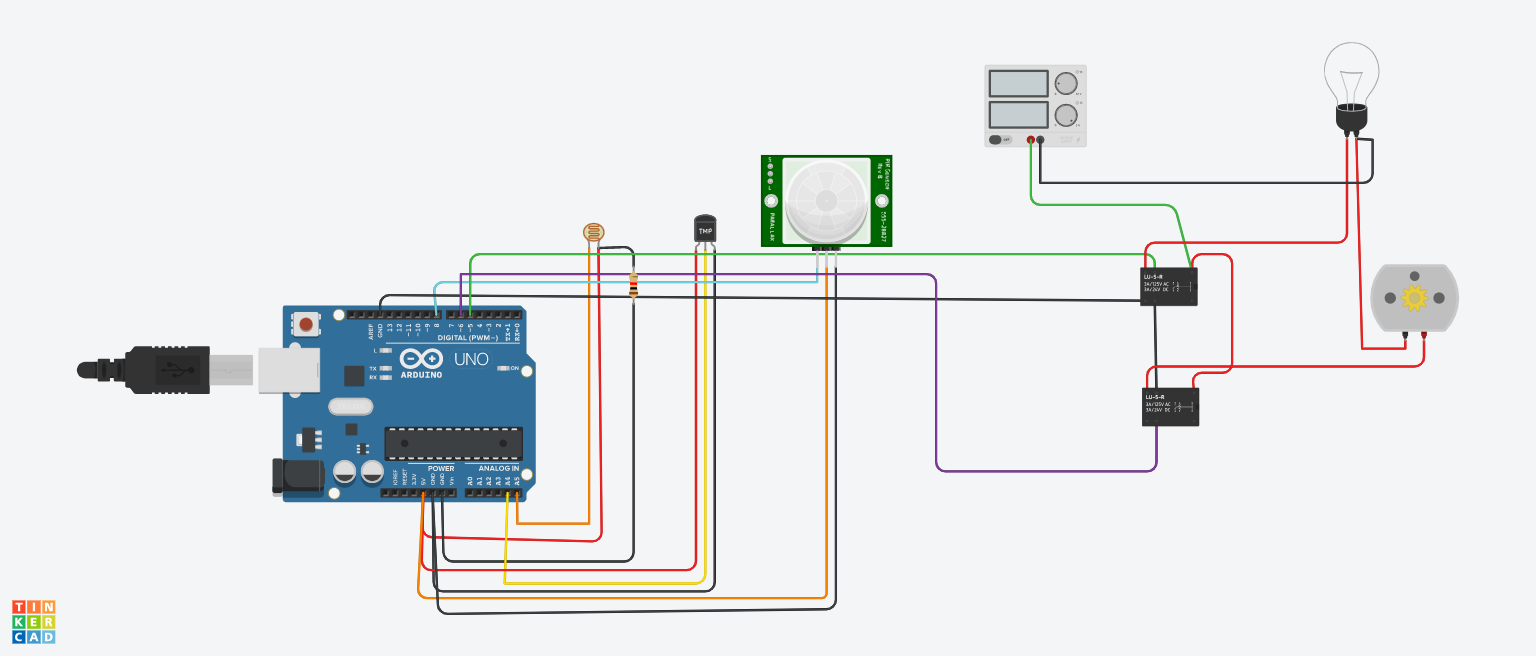 PIR Sensor
Rev B
555-28027
PARALLAX
S
L
TMP
LU-5-R
3A/125V AC
3A/24V DC
LU-5-R
3A/125V AC
3A/24V DC
AREF
GND
13
12
~11
~10
~9
8
7
~6
~5
4
~3
2
TX→1
RX←0
DIGITAL (PWM~)
L
TX
RX
ARDUINO
UNO
ON
POWER
ANALOG IN
IOREF
RESET
3.3V
5V
GND
GND
Vin
A0
A1
A2
A3
A4
A5
TIN
KER
CAD